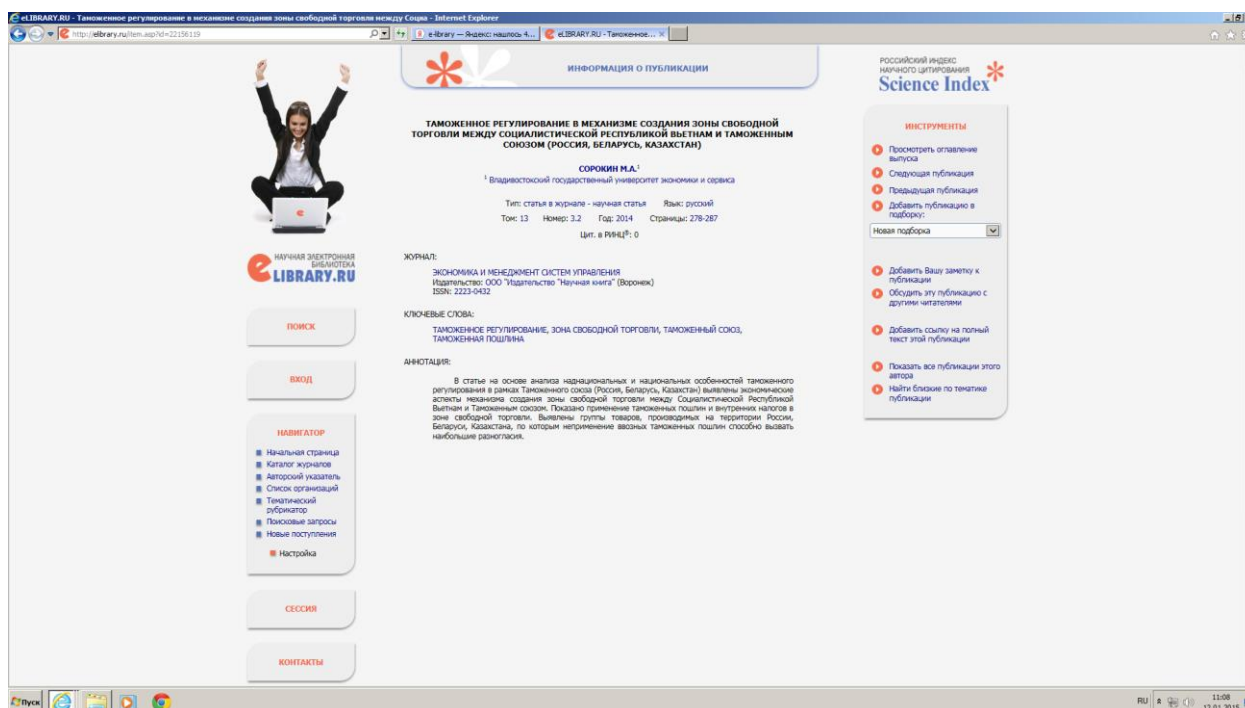 eLIBRARY.RU - Таможенное регулирование в механизме создания зоны свободной торговли между Социа - Internet Explorer
http://elibrary.ru/item.asp?id=22156119
e-library — Яндекс: нашлось 4...
eLIBRARY.RU - Таможенное...
НАУЧНАЯ ЭЛЕКТРОННАЯ
БИБЛИОТЕКА
eLIBRARY.RU
ПОИСК
ВХОД
НАВИГАТОР
Начальная страница
Каталог журналов
Авторский указатель
Список организаций
Тематический
рубрикатор
Поисковые запросы
Новые поступления
Настройка
СЕССИЯ
КОНТАКТЫ
ИНФОРМАЦИЯ О ПУБЛИКАЦИИ
ТАМОЖЕННОЕ РЕГУЛИРОВАНИЕ В МЕХАНИЗМЕ СОЗДАНИЯ ЗОНЫ СВОБОДНОЙ
ТОРГОВЛИ МЕЖДУ СОЦИАЛИСТИЧЕСКОЙ РЕСПУБЛИКОЙ ВЬЕТНАМ И ТАМОЖЕННЫМ
СОЮЗОМ (РОССИЯ, БЕЛАРУСЬ, КАЗАХСТАН)
СОРОКИН М.А.¹
¹ Владивостокский государственный университет экономики и сервиса
Тип: статья в журнале - научная статья Язык: русский
Том: 13 Номер: 3.2 Год: 2014 Страницы: 278-287
Цит. в РИНЦ®: 0
ЖУРНАЛ:
ЭКОНОМИКА И МЕНЕДЖМЕНТ СИСТЕМ УПРАВЛЕНИЯ
Издательство: ООО "Издательство "Научная книга" (Воронеж)
ISSN: 2223-0432
КЛЮЧЕВЫЕ СЛОВА:
ТАМОЖЕННОЕ РЕГУЛИРОВАНИЕ, ЗОНА СВОБОДНОЙ ТОРГОВЛИ, ТАМОЖЕННЫЙ СОЮЗ,
ТАМОЖЕННАЯ ПОШЛИНА
АННОТАЦИЯ:
В статье на основе анализа наднациональных и национальных особенностей таможенного
регулирования в рамках Таможенного союза (Россия, Беларусь, Казахстан) выявлены экономические
аспекты механизма создания зоны свободной торговли между Социалистической Республикой
Вьетнам и Таможенным союзом. Показано применение таможенных пошлин и внутренних налогов в
зоне свободной торговли. Выявлены группы товаров, производимых на территории России,
Беларуси, Казахстана, по которым неприменение ввозных таможенных пошлин способно вызвать
наибольшие разногласия.
РОССИЙСКИЙ ИНДЕКС
НАУЧНОГО ЦИТИРОВАНИЯ
Science Index
ИНСТРУМЕНТЫ
Просмотреть оглавление
выпуска
Следующая публикация
Предыдущая публикация
Добавить публикацию в
подборку:
Новая подборка
Добавить Вашу заметку к
публикации
Обсудить эту публикацию с
другими читателями
Добавить ссылку на полный
текст этой публикации
Показать все публикации этого
автора
Найти близкие по тематике
публикации
Пуск
RU
11:08
12.01.2015